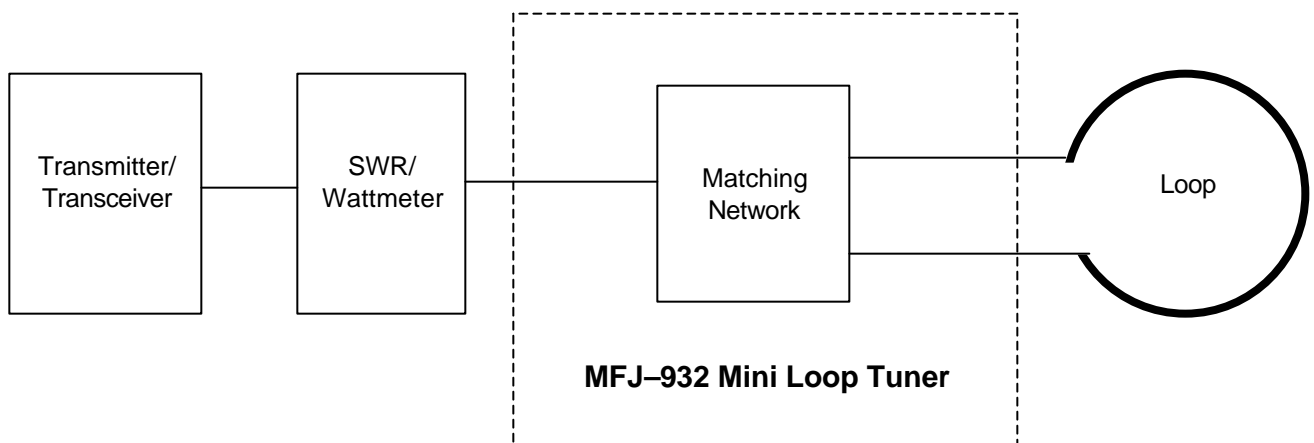 Transmitter/
Transceiver
SWR/
Wattmeter
Matching
Network
Loop
MFJ–932 Mini Loop Tuner